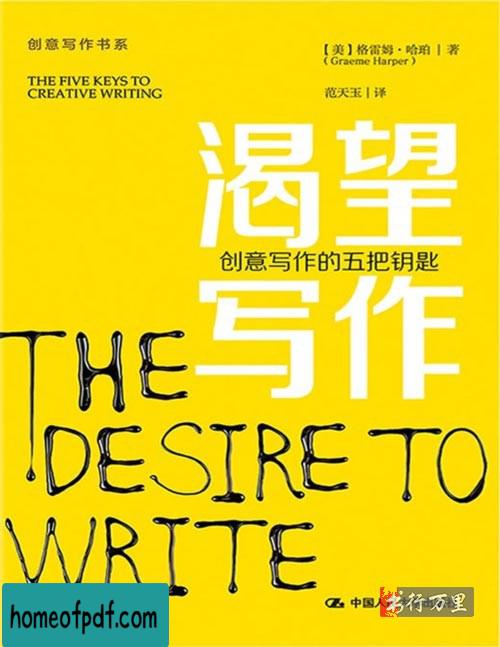 创意写作书系
THE FIVE KEYS TO
CREATIVE WRITING
【美】格雷姆·哈珀｜著
（Graeme Harper）
范天玉｜译
渴望
创意写作的五把钥匙
写作
THE
DESIRE TO
WRITE
homeofpdf.com
中国人
书行万里